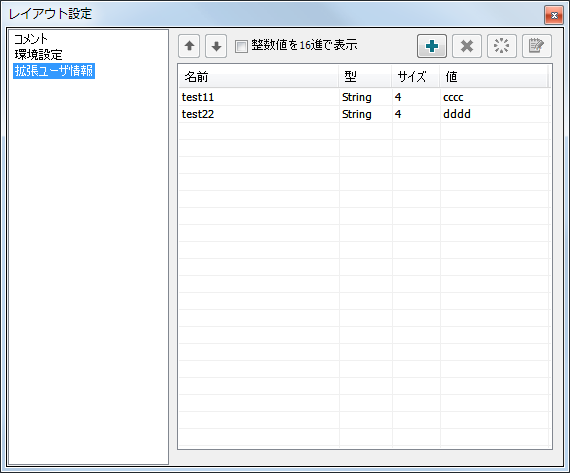 レイアウト設定
コメント
環境設定
拡張ユーザ情報
整数値を16進で表示
名前 型 サイズ 値
test11 String 4 cccc
test22 String 4 dddd